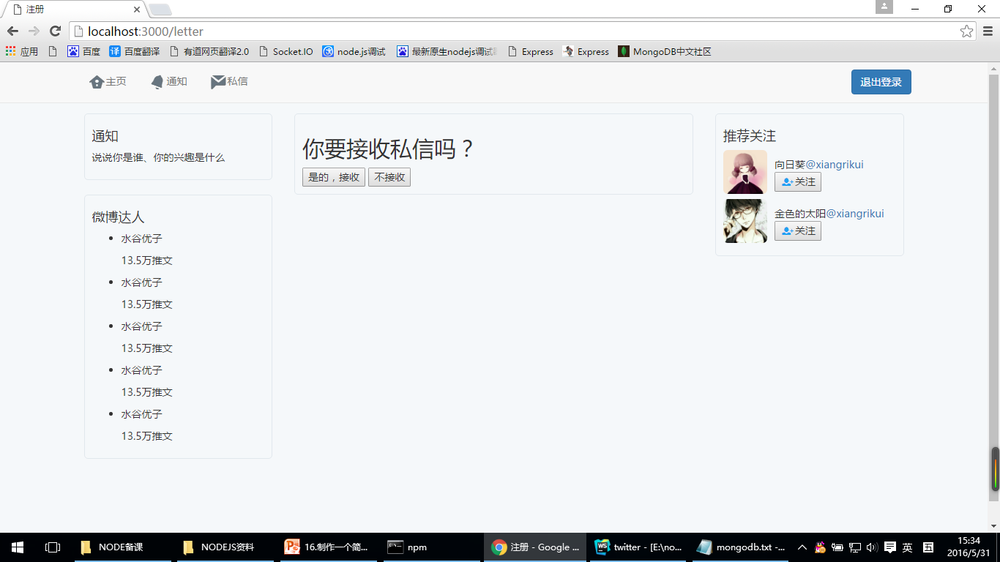 注册
localhost:3000/letter
应用 百度 百度翻译 有道网页翻译2.0 Socket.IO node.js调试 最新原生nodejs调试 Express Express MongoDB中文社区
主页 通知 私信 退出登录
通知
说说你是谁、你的兴趣是什么
微博达人
水谷优子
13.5万推文
水谷优子
13.5万推文
水谷优子
13.5万推文
水谷优子
13.5万推文
水谷优子
13.5万推文
你要接收私信吗？
是的，接收 不接收
推荐关注
向日葵@xiangrikui
关注
金色的太阳@xiangrikui
关注
NODE备课 NODEJS资料 16.制作一个简... npm 注册 - Google ... twitter - [E:\no... mongodb.txt -... 英 五 15:34
2016/5/31